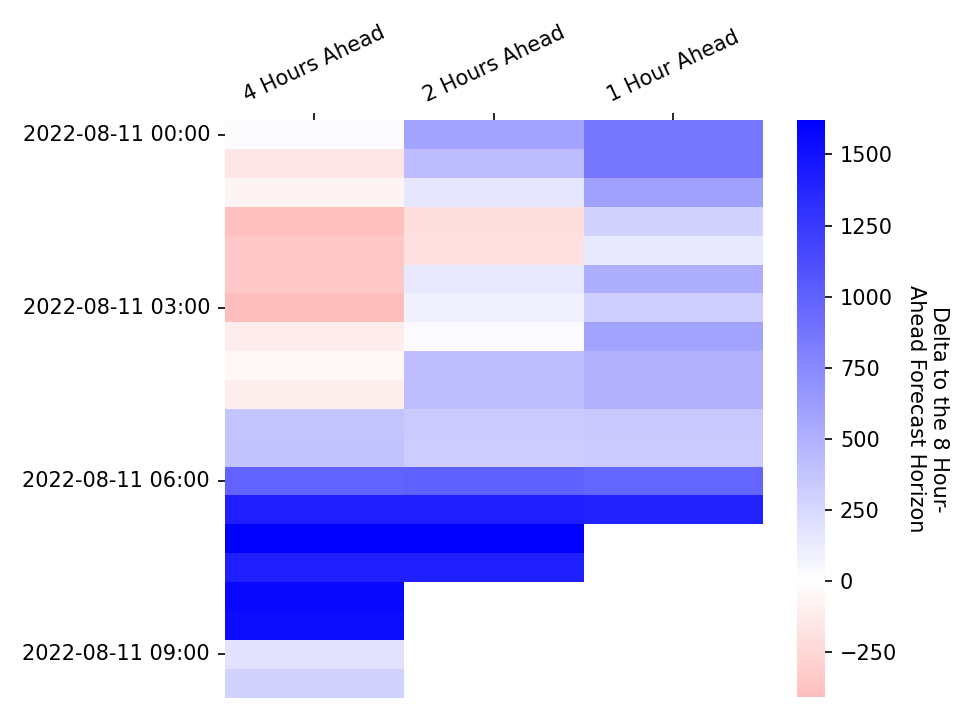 4 Hours Ahead
2 Hours Ahead
1 Hour Ahead
2022-08-11 00:00
2022-08-11 03:00
2022-08-11 06:00
2022-08-11 09:00
1500
1250
1000
750
500
250
0
−250
Delta to the 8 Hour-
Ahead Forecast Horizon